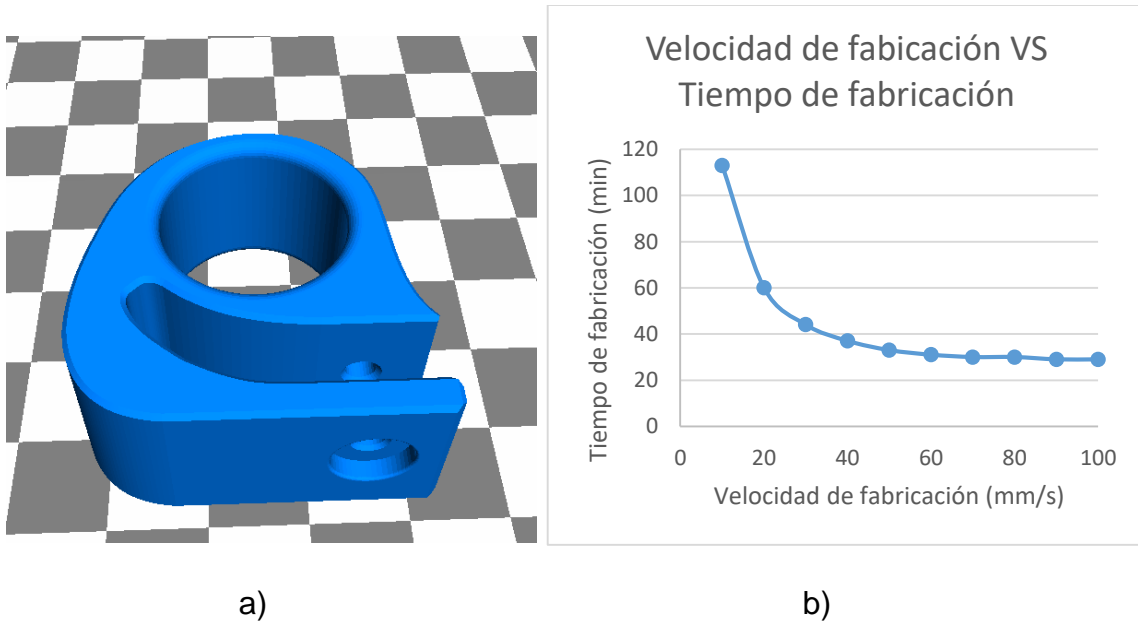 Velocidad de fabicación VS
Tiempo de fabricación
Tiempo de fabricación (min)
120
100
80
60
40
20
0
0 20 40 60 80 100
Velocidad de fabricación (mm/s)
a) b)